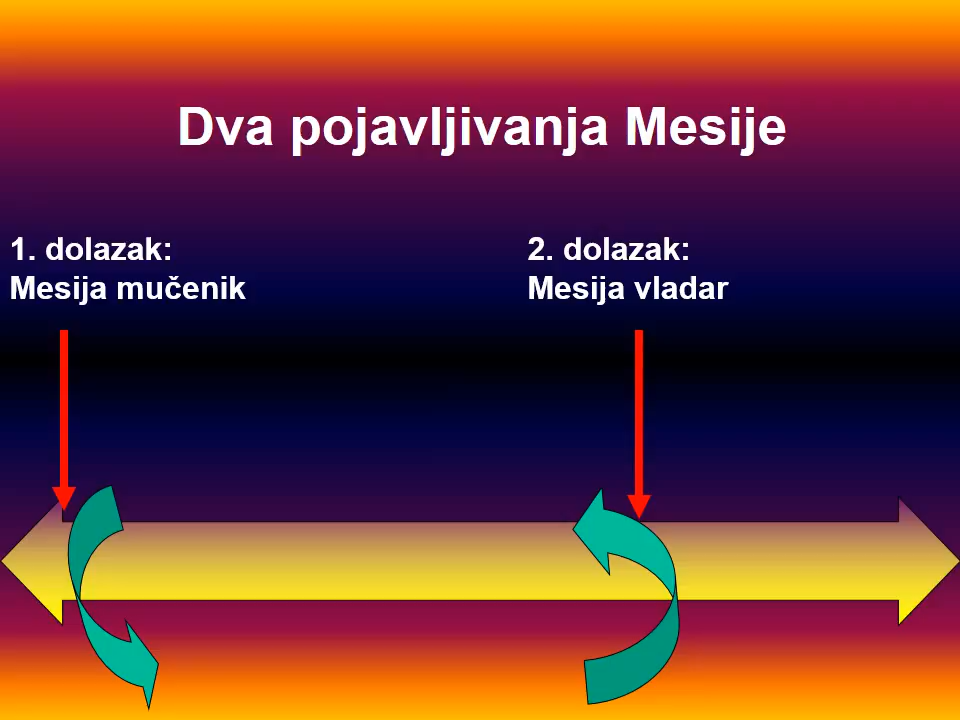 Dva pojavljivanja Mesije
1. dolazak:
Mesija mučenik
2. dolazak:
Mesija vladar